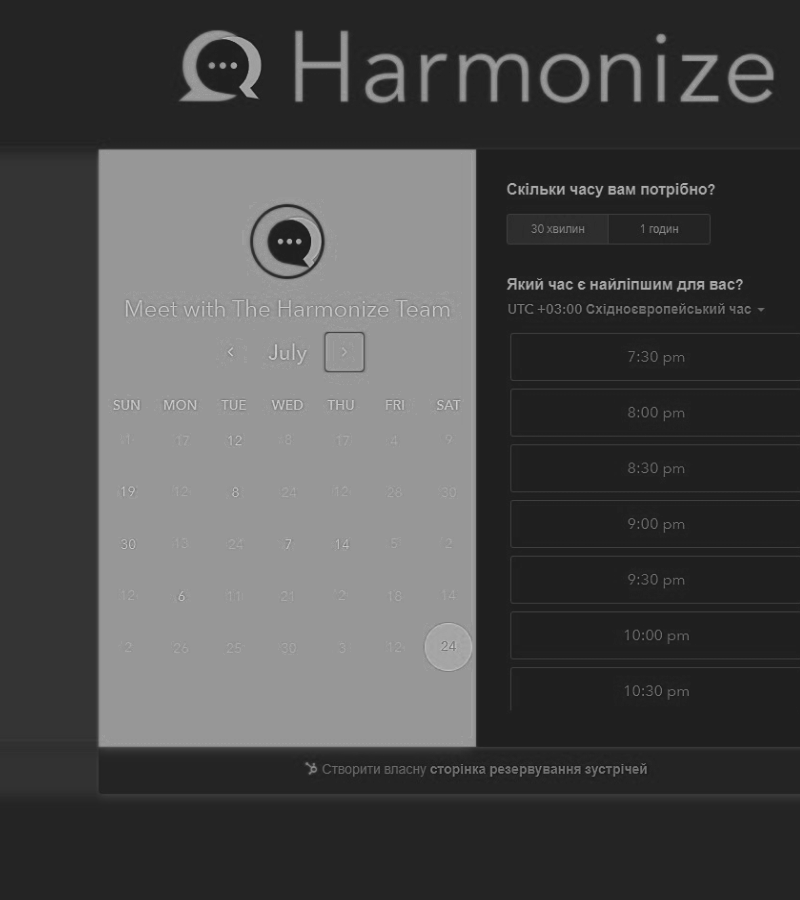 Harmonize
Meet with The Harmonize Team
July
SUN MON TUE WED THU FRI SAT
1 17 12 8 17 4 9
19 12 8 24 12 28 30
30 13 24 7 14 5 2
12 6 11 21 2 18 14
2 26 25 30 3 12 24
Скільки часу вам потрібно?
30 хвилин 1 годин
Який час є найліпшим для вас?
UTC +03:00 Східноєвропейський час
7:30 pm
8:00 pm
8:30 pm
9:00 pm
9:30 pm
10:00 pm
10:30 pm
Створити власну сторінка резервування зустрічей